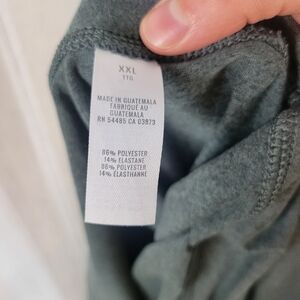 XXL
TTG
MADE IN GUATEMALA
FABRIQUÉ AU
GUATEMALA
RN 54485 CA 03879
86% POLYESTER
14% ELASTANE
86% POLYESTER
14% ÉLASTHANNE